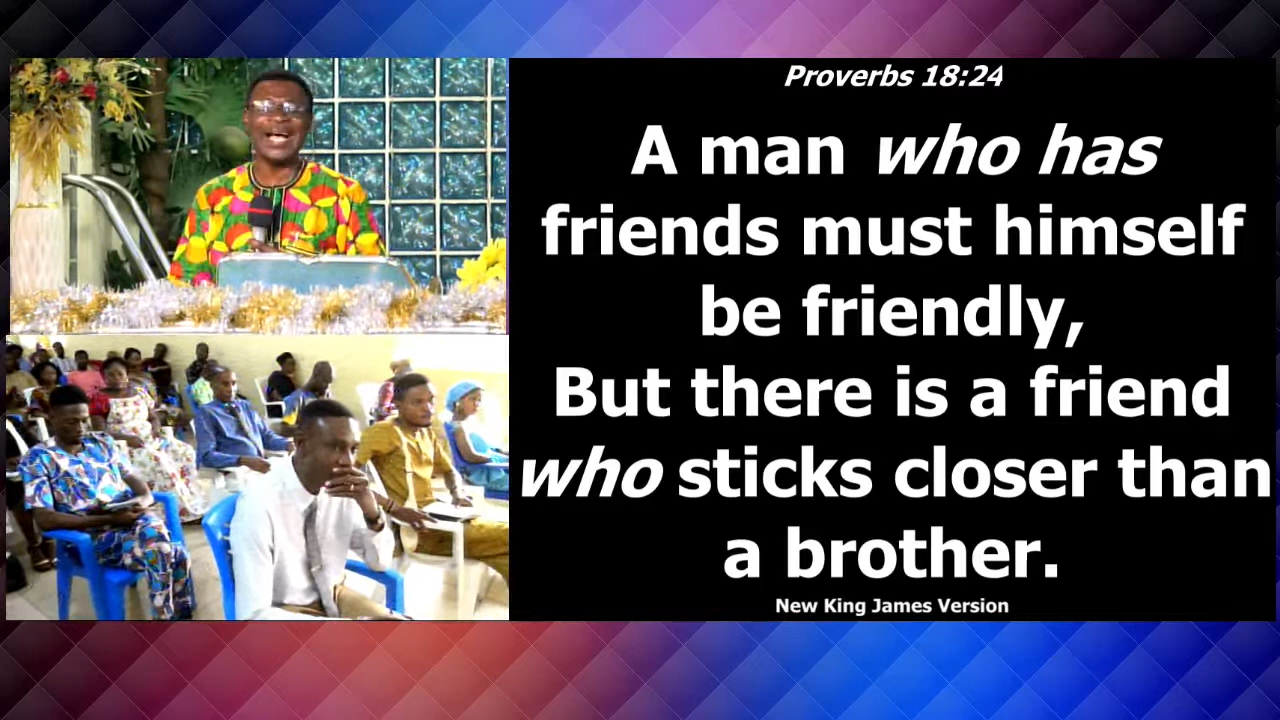 Proverbs 18:24
A man who has
friends must himself
be friendly,
But there is a friend
who sticks closer than
a brother.
New King James Version